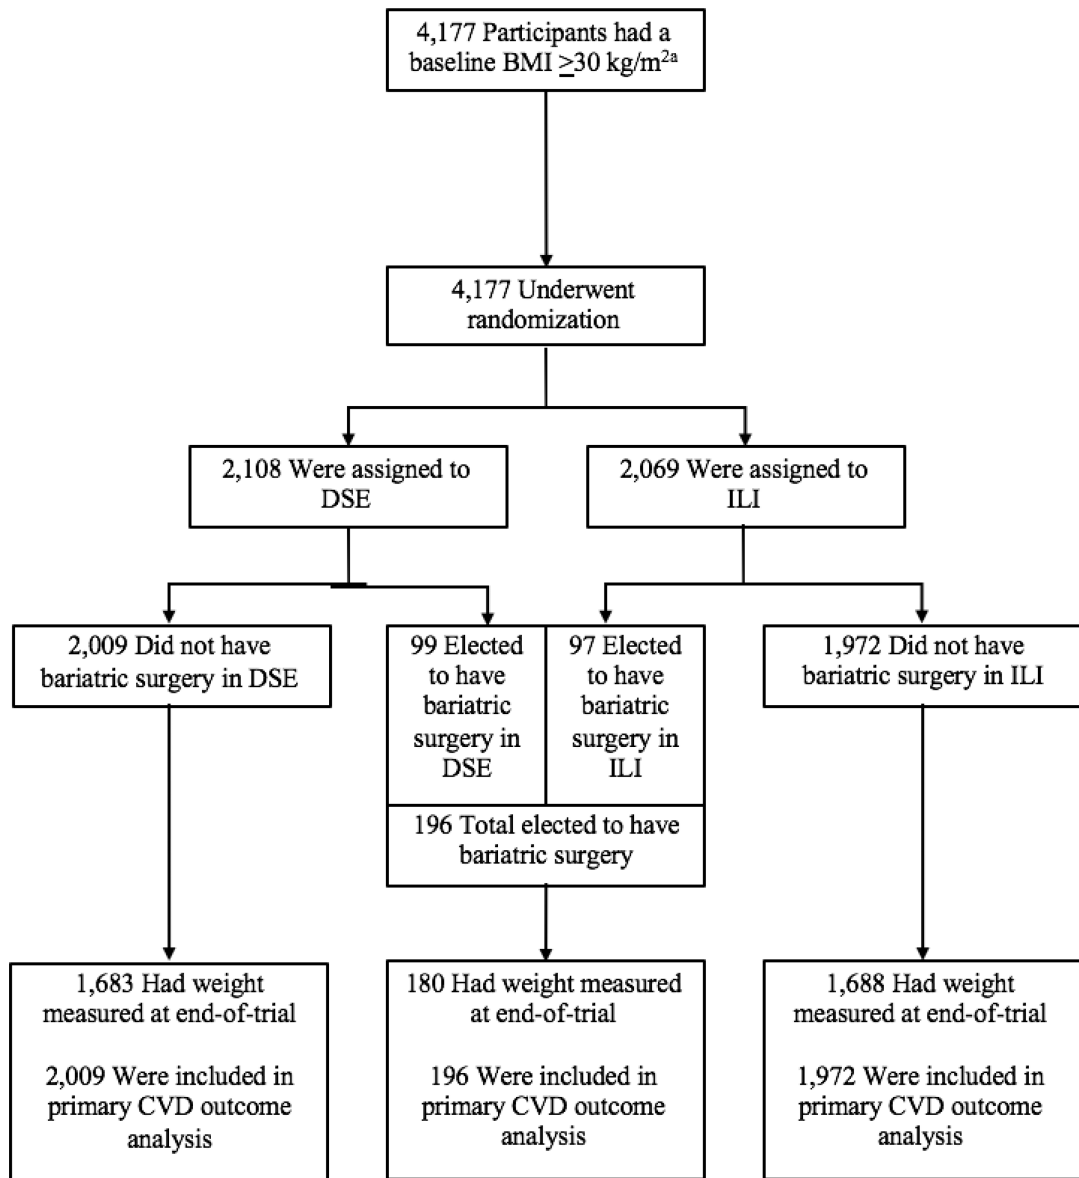 4,177 Participants had a
baseline BMI ≥30 kg/m²ᵃ
4,177 Underwent
randomization
2,108 Were assigned to
DSE
2,069 Were assigned to
ILI
2,009 Did not have
bariatric surgery in DSE
99 Elected
to have
bariatric
surgery in
DSE
97 Elected
to have
bariatric
surgery in
ILI
1,972 Did not have
bariatric surgery in ILI
196 Total elected to have
bariatric surgery
1,683 Had weight
measured at end-of-trial
2,009 Were included in
primary CVD outcome
analysis
180 Had weight measured
at end-of-trial
196 Were included in
primary CVD outcome
analysis
1,688 Had weight
measured at end-of-trial
1,972 Were included in
primary CVD outcome
analysis